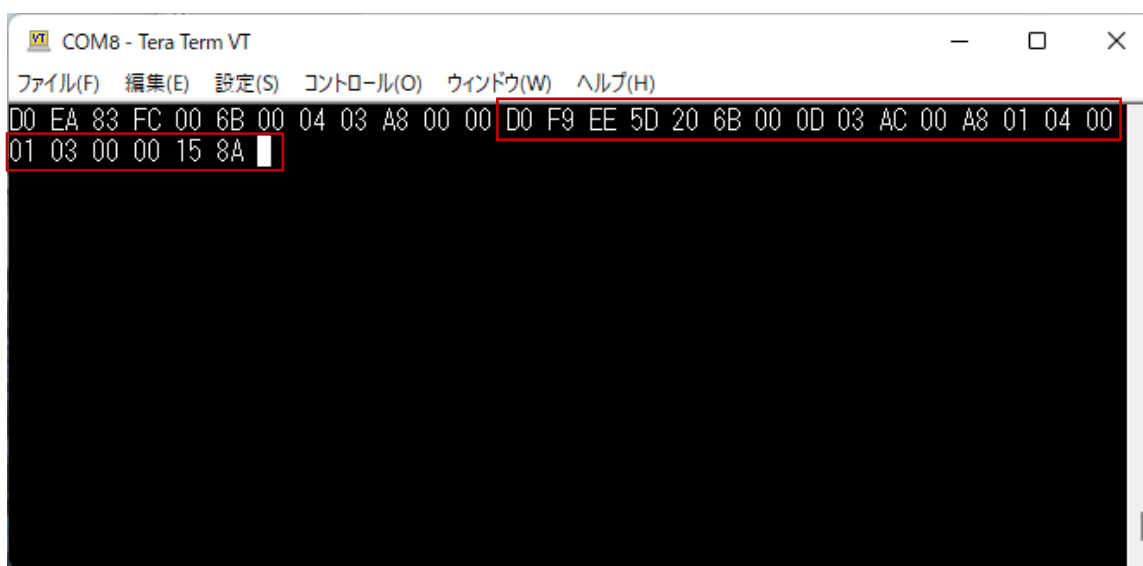 COM8 - Tera Term VT
ファイル(F) 編集(E) 設定(S) コントロール(O) ウィンドウ(W) ヘルプ(H)
D0 EA 83 FC 00 6B 00 04 03 A8 00 00 D0 F9 EE 5D 20 6B 00 0D 03 AC 00 A8 01 04 00
01 03 00 00 15 8A